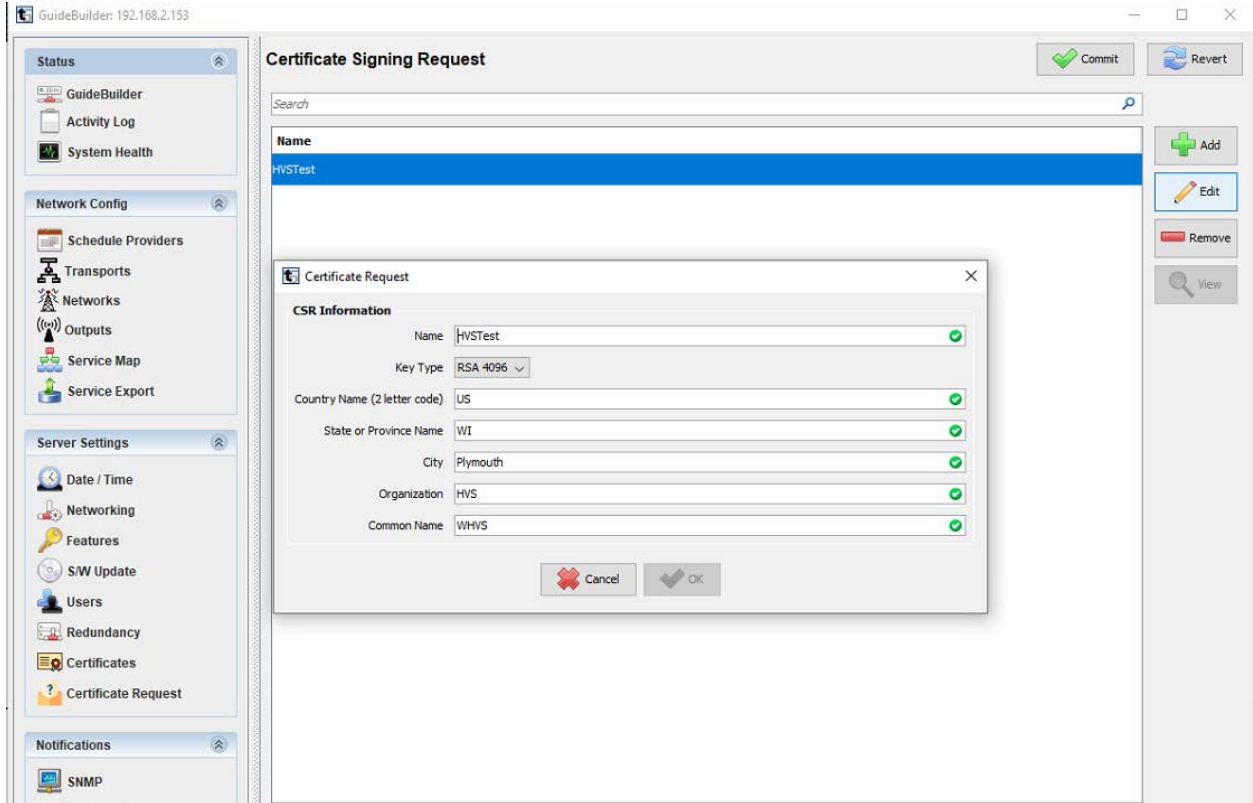 GuideBuilder: 192.168.2.153
Status
GuideBuilder
Activity Log
System Health
Network Config
Schedule Providers
Transports
Networks
Outputs
Service Map
Service Export
Server Settings
Date / Time
Networking
Features
S/W Update
Users
Redundancy
Certificates
Certificate Request
Notifications
SNMP
Certificate Signing Request
Commit
Revert
Search
Name
HVSTest
Add
Edit
Remove
View
Certificate Request
CSR Information
Name HVSTest
Key Type RSA 4096
Country Name (2 letter code) US
State or Province Name WI
City Plymouth
Organization HVS
Common Name WHVS
Cancel OK